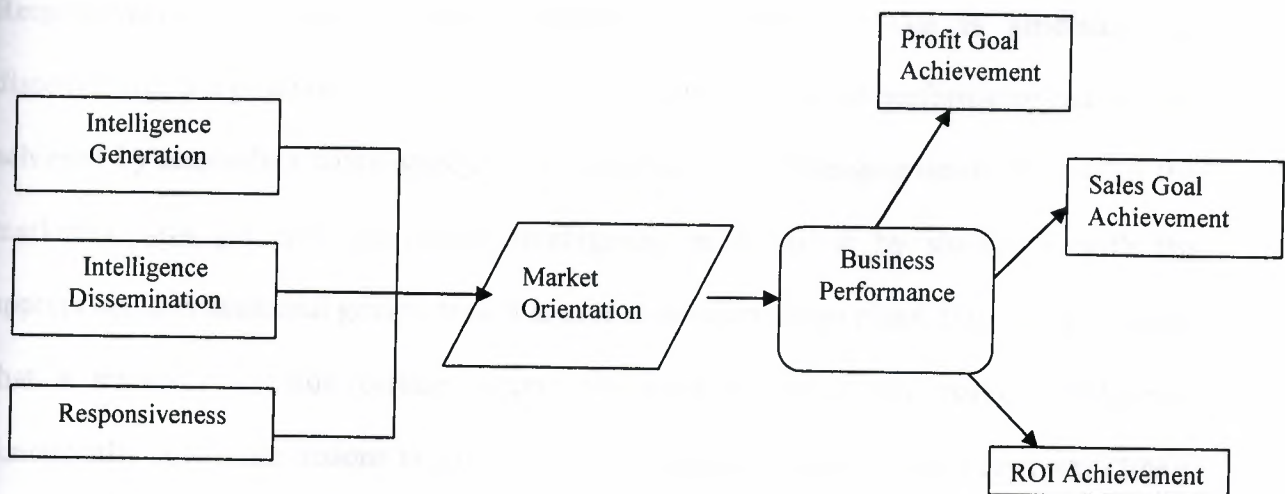 Profit Goal
Achievement
Intelligence
Generation
Sales Goal
Achievement
Intelligence
Dissemination
Market
Orientation
Business
Performance
Responsiveness
ROI Achievement